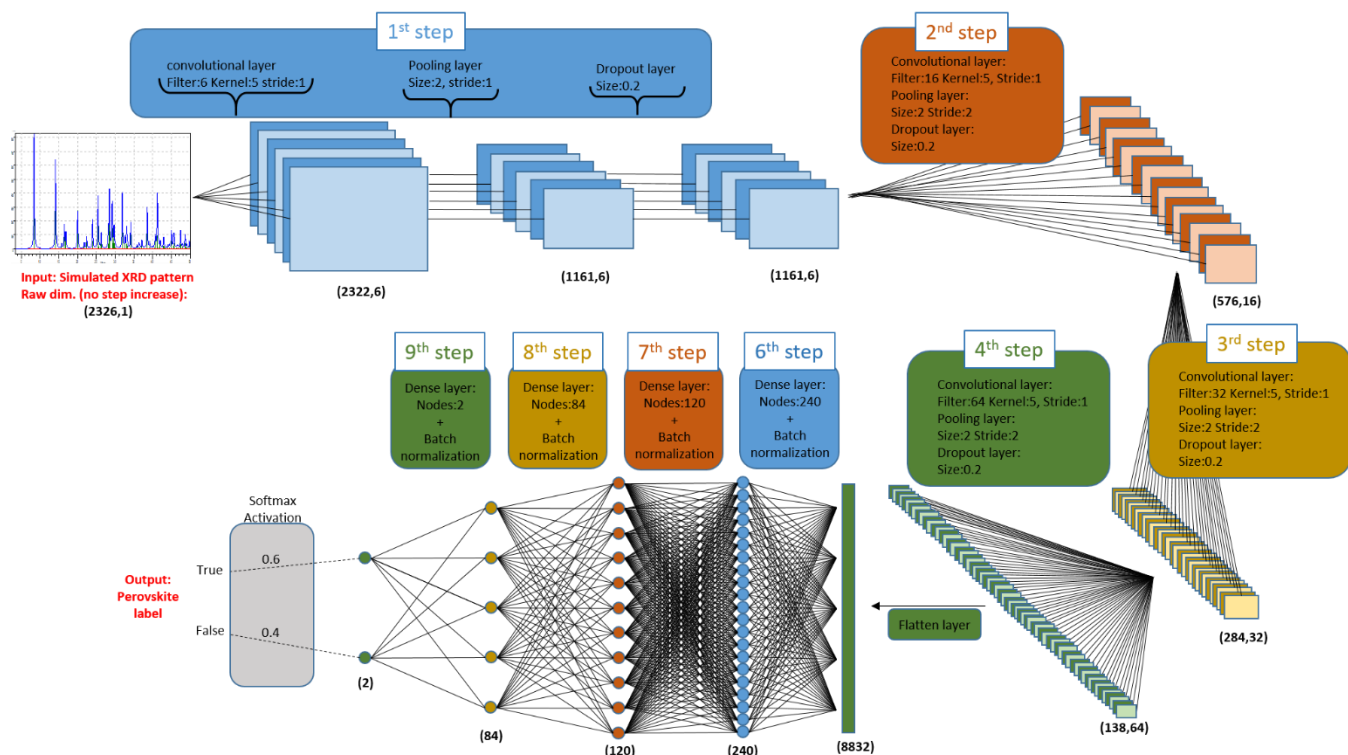 1st step
convolutional layer
Filter:6 Kernel:5 stride:1
Pooling layer
Size:2, stride:1
Dropout layer
Size:0.2
2nd step
Convolutional layer:
Filter:16 Kernel:5, Stride:1
Pooling layer:
Size:2 Stride:2
Dropout layer:
Size:0.2
Input: Simulated XRD pattern
Raw dim. (no step increase):
(2326,1)
(2322,6)
(1161,6)
(1161,6)
(576,16)
3rd step
Convolutional layer:
Filter:32 Kernel:5, Stride:1
Pooling layer:
Size:2 Stride:2
Dropout layer:
Size:0.2
(284,32)
4th step
Convolutional layer:
Filter:64 Kernel:5, Stride:1
Pooling layer:
Size:2 Stride:2
Dropout layer:
Size:0.2
(138,64)
Flatten layer
(8832)
6th step
Dense layer:
Nodes:240
+
Batch
normalization
(240)
7th step
Dense layer:
Nodes:120
+
Batch
normalization
(120)
8th step
Dense layer:
Nodes:84
+
Batch
normalization
(84)
9th step
Dense layer:
Nodes:2
+
Batch
normalization
(2)
Softmax
Activation
0.6
0.4
True
False
Output:
Perovskite
label